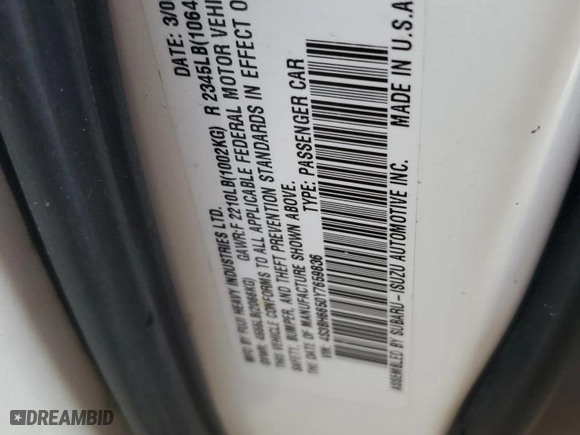 MFD BY FUJI HEAVY INDUSTRIES LTD. DATE: 3/0
GVWR: 4555LB(2066KG) GAWR:F 2210LB(1002KG) R 2345LB(1064
THIS VEHICLE CONFORMS TO ALL APPLICABLE FEDERAL MOTOR VEHI
SAFETY, BUMPER, AND THEFT PREVENTION STANDARDS IN EFFECT O
THE DATE OF MANUFACTURE SHOWN ABOVE.
VIN: 4S3BH665017659836 TYPE: PASSENGER CAR
ASSEMBLED BY SUBARU-ISUZU AUTOMOTIVE INC. MADE IN U.S.A
DREAMBID